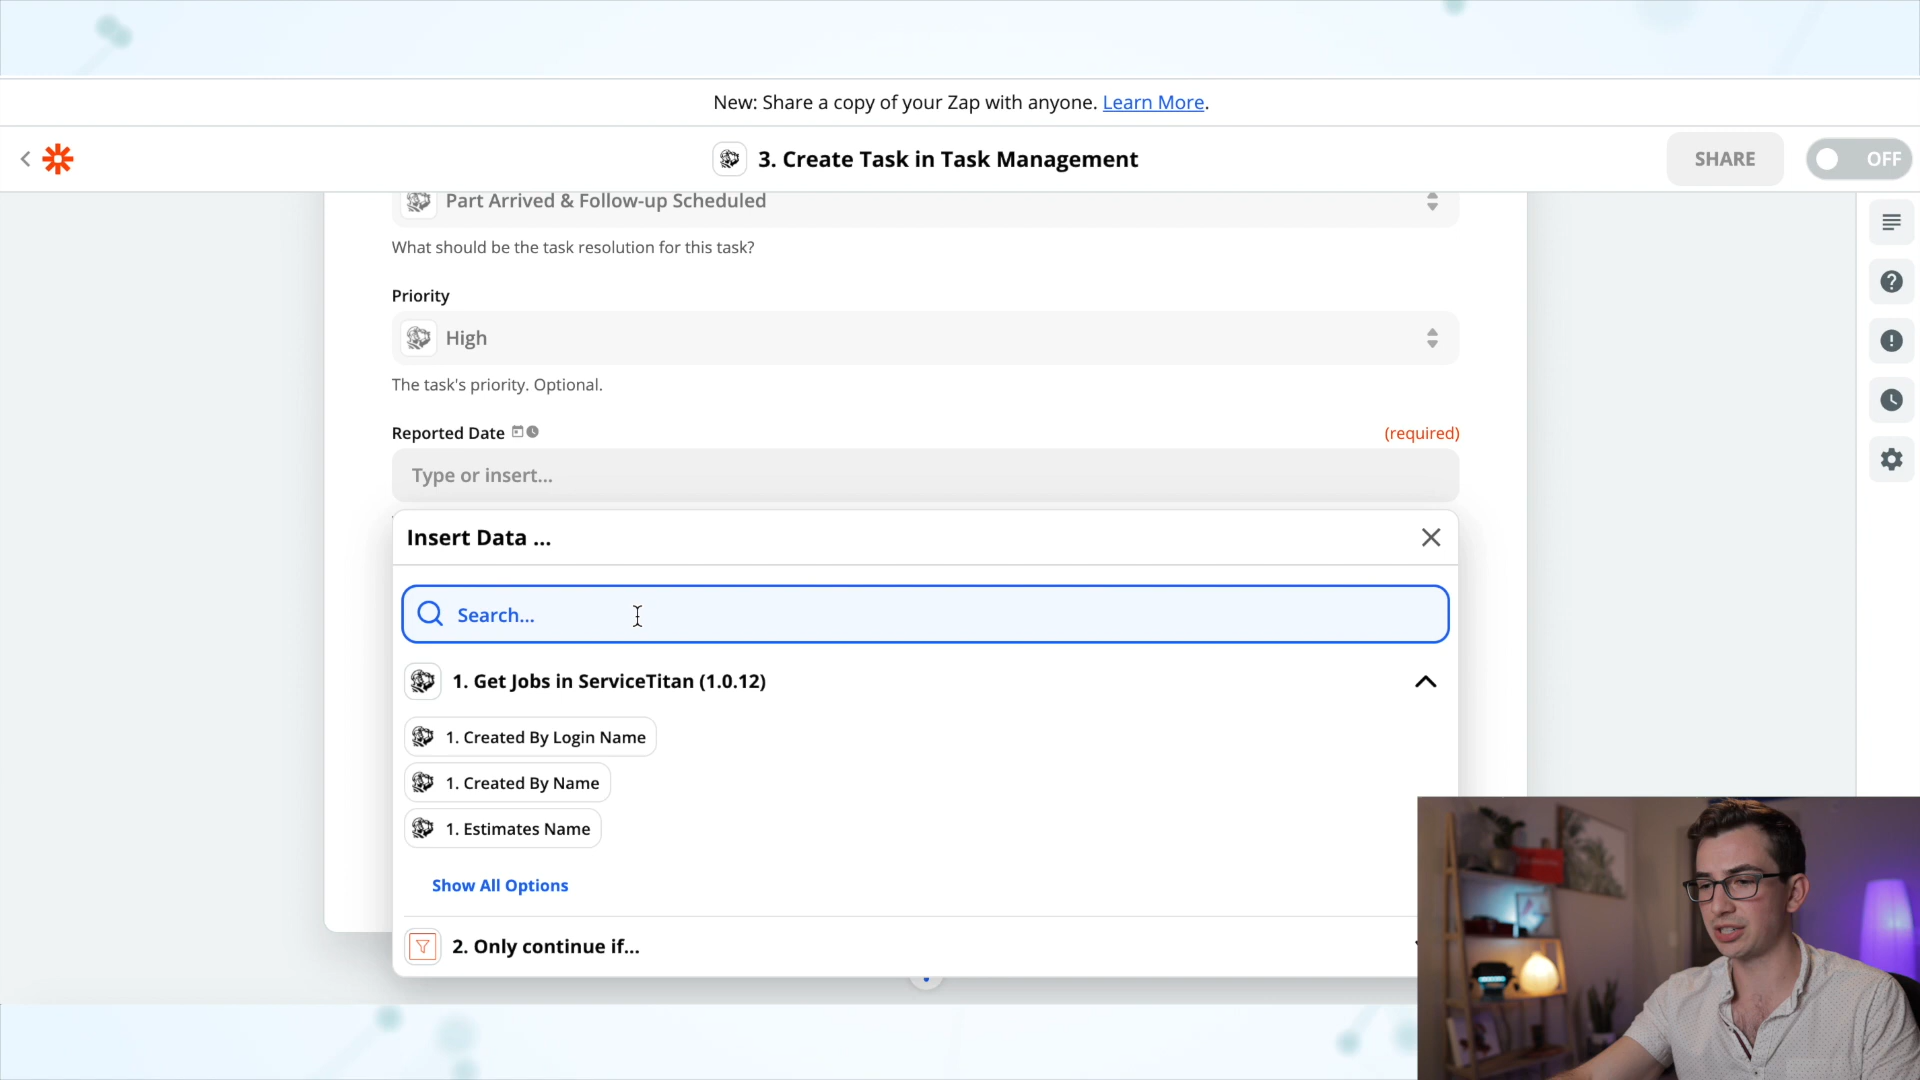 New: Share a copy of your Zap with anyone. Learn More.
3. Create Task in Task Management
SHARE
OFF
Part Arrived & Follow-up Scheduled
What should be the task resolution for this task?
Priority
High
The task's priority. Optional.
Reported Date
(required)
Type or insert...
Insert Data ...
Search...
1. Get Jobs in ServiceTitan (1.0.12)
1. Created By Login Name
1. Created By Name
1. Estimates Name
Show All Options
2. Only continue if...